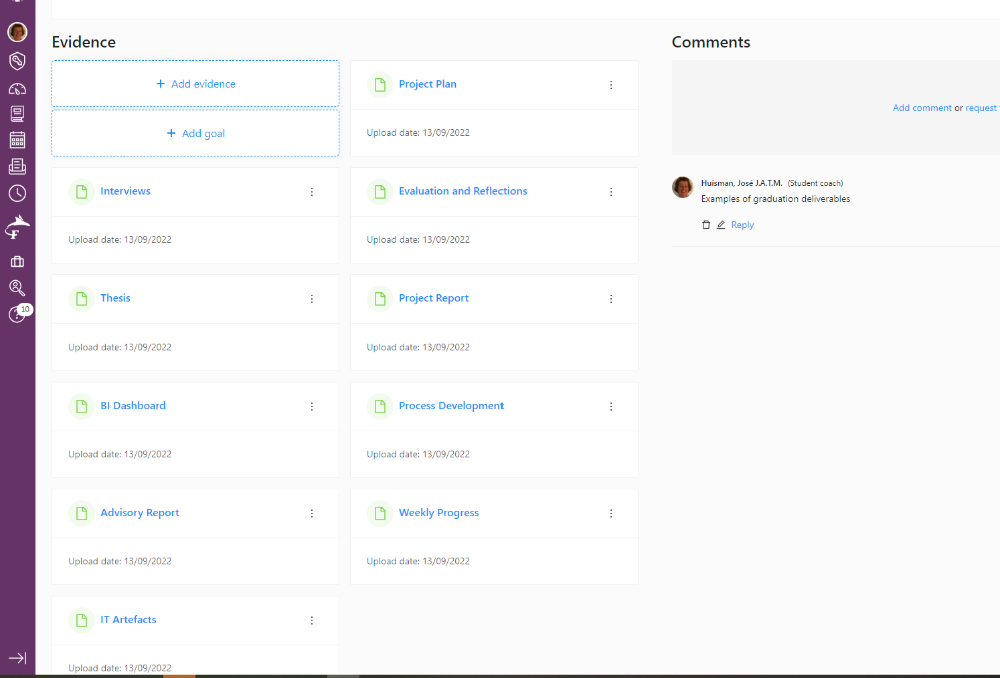 Evidence
Add evidence
Add goal
Project Plan
Upload date: 13/09/2022
Interviews
Upload date: 13/09/2022
Evaluation and Reflections
Upload date: 13/09/2022
Thesis
Upload date: 13/09/2022
Project Report
Upload date: 13/09/2022
BI Dashboard
Upload date: 13/09/2022
Process Development
Upload date: 13/09/2022
Advisory Report
Upload date: 13/09/2022
Weekly Progress
Upload date: 13/09/2022
IT Artefacts
Upload date: 13/09/2022
Comments
Add comment or request
Huisman, José J.A.T.M. (Student coach)
Examples of graduation deliverables
Reply
F
10